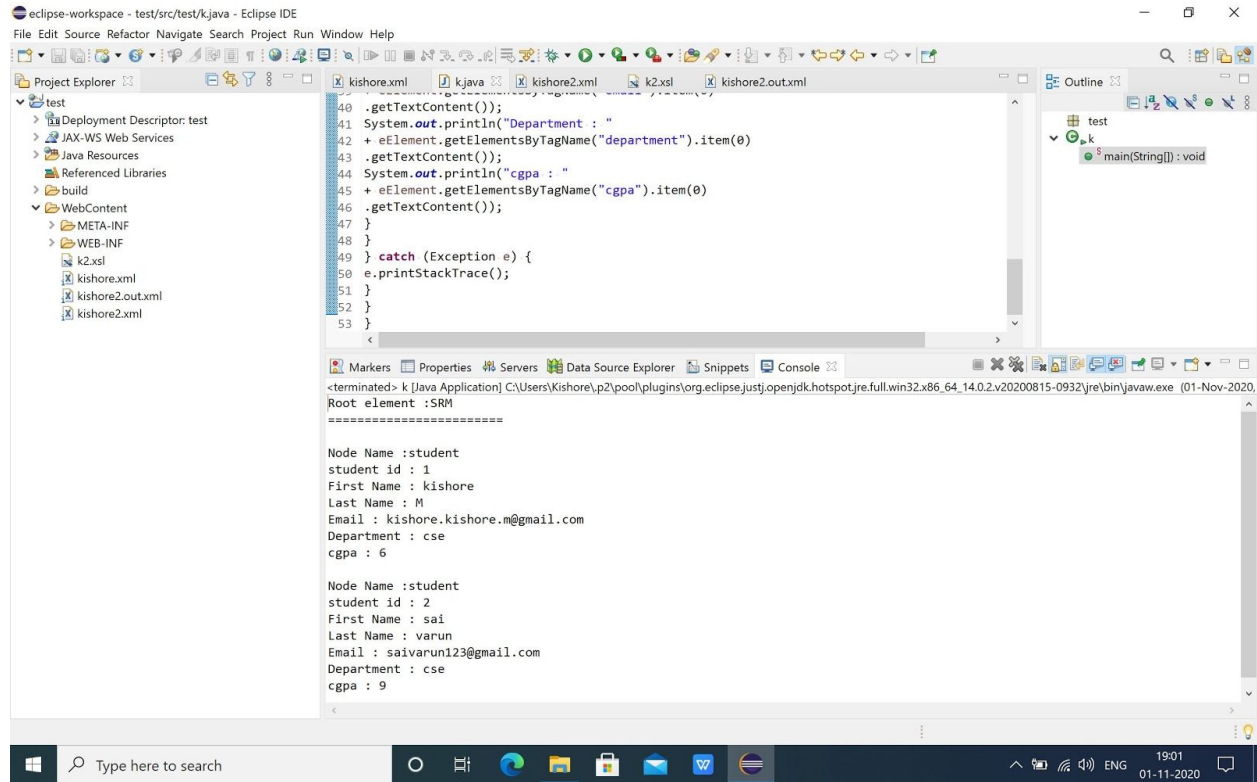 eclipse-workspace - test/src/test/k.java - Eclipse IDE
File Edit Source Refactor Navigate Search Project Run Window Help
Project Explorer
kishore.xml k.java kishore2.xml k2.xsl kishore2.out.xml
Outline
test
Deployment Descriptor: test
JAX-WS Web Services
Java Resources
Referenced Libraries
build
WebContent
META-INF
WEB-INF
k2.xsl
kishore.xml
kishore2.out.xml
kishore2.xml
39 + eElement.getElementsByTagName("email").item(0)
40 .getTextContent());
41 System.out.println("Department : "
42 + eElement.getElementsByTagName("department").item(0)
43 .getTextContent());
44 System.out.println("cgpa : "
45 + eElement.getElementsByTagName("cgpa").item(0)
46 .getTextContent());
47 }
48 }
49 } catch (Exception e) {
50 e.printStackTrace();
51 }
52 }
53 }
test
k
main(String[]) : void
Markers Properties Servers Data Source Explorer Snippets Console
<terminated> k [Java Application] C:\Users\Kishore\.p2\pool\plugins\org.eclipse.justj.openjdk.hotspot.jre.full.win32.x86_64_14.0.2.v20200815-0932\jre\bin\javaw.exe (01-Nov-2020,
Root element :SRM
=========================
Node Name :student
student id : 1
First Name : kishore
Last Name : M
Email : kishore.kishore.m@gmail.com
Department : cse
cgpa : 6
Node Name :student
student id : 2
First Name : sai
Last Name : varun
Email : saivarun123@gmail.com
Department : cse
cgpa : 9
Type here to search
W
ENG
19:01
01-11-2020